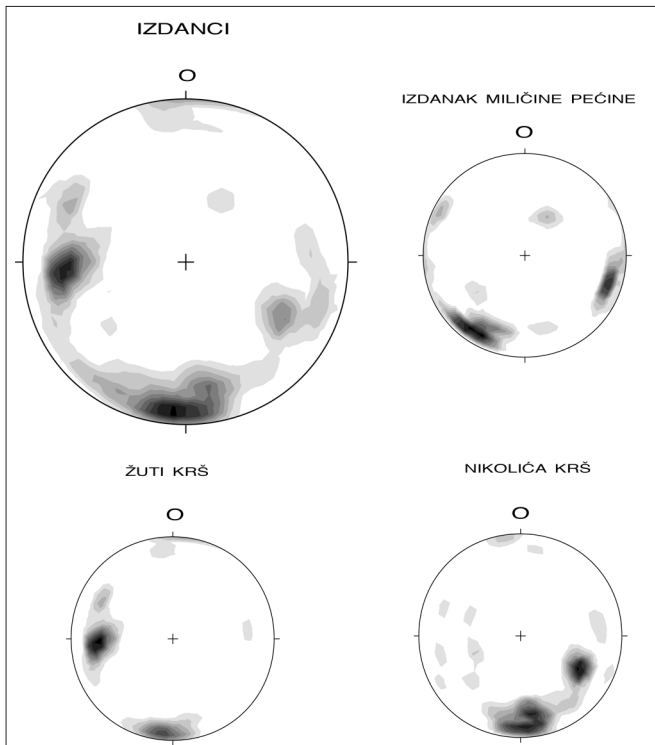 IZDANCI
O
IZDANAK MILIČINE PEĆINE
O
ŽUTI KRŠ
O
NIKOLIĆA KRŠ
O